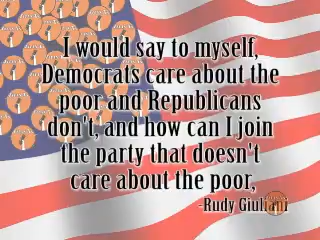 I would say to myself,
Democrats care about the
poor and Republicans
don't, and how can I join
the party that doesn't
care about the poor,
-Rudy Giuliani